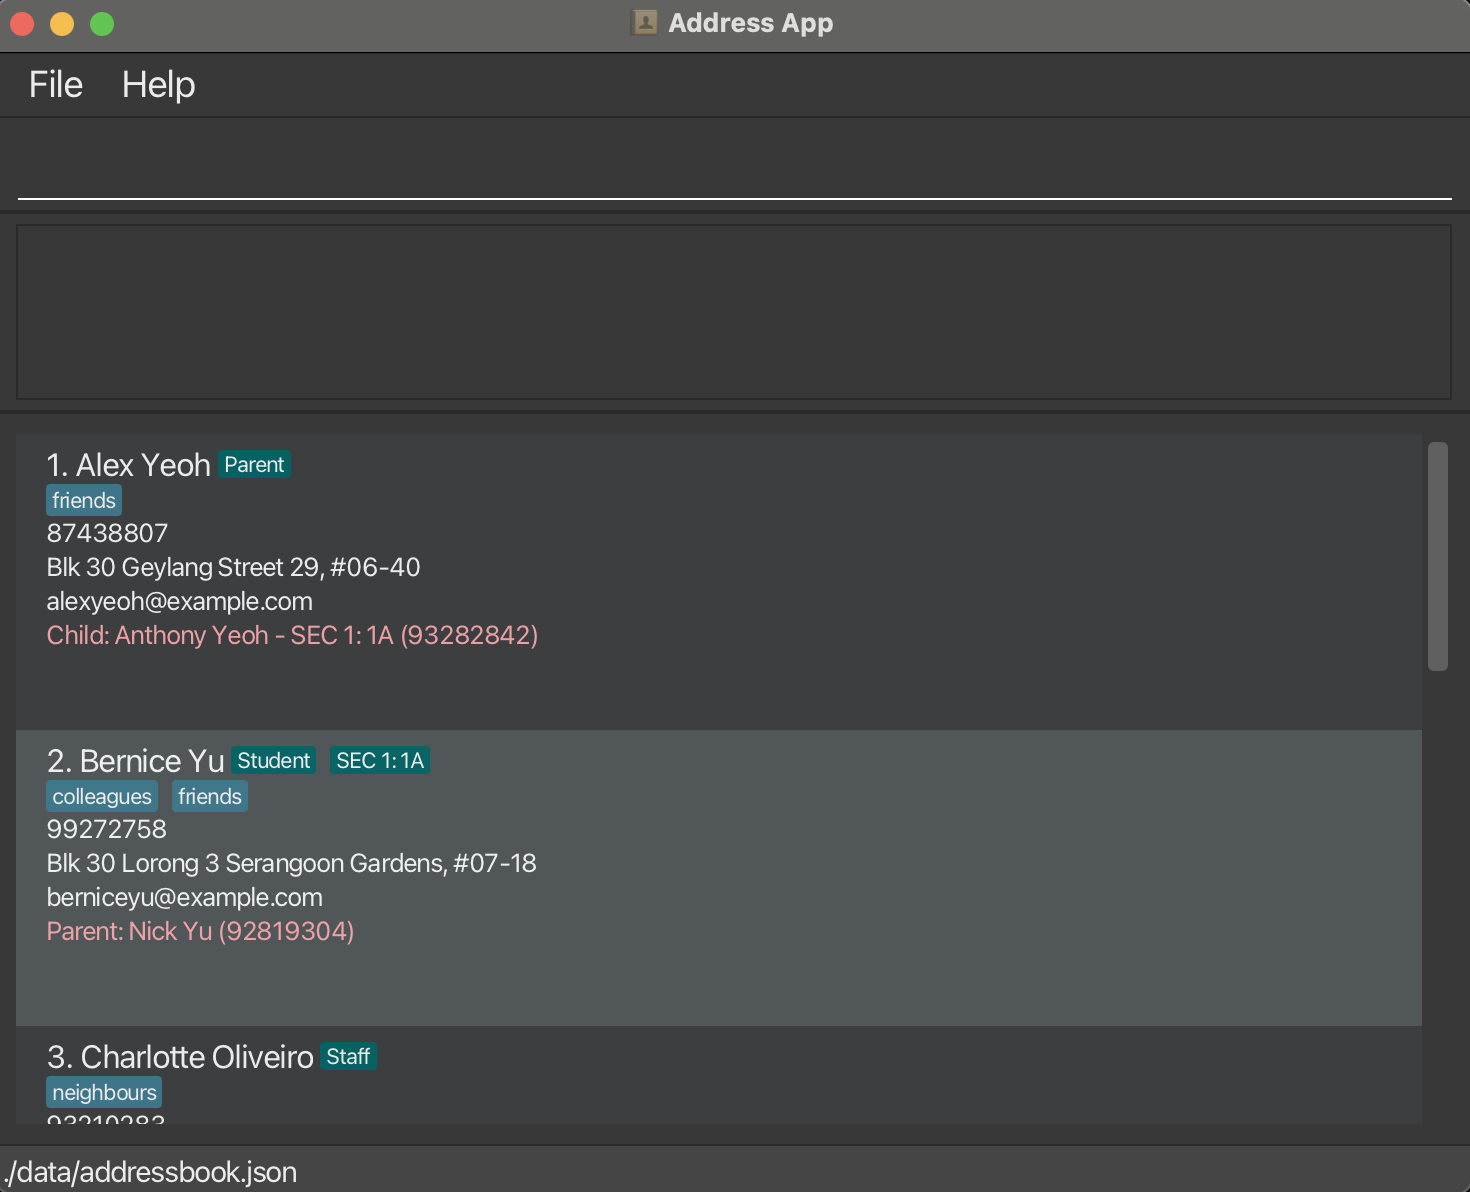 Address App
File Help
1. Alex Yeoh Parent
friends
87438807
Blk 30 Geylang Street 29, #06-40
alexyeoh@example.com
Child: Anthony Yeoh - SEC 1: 1A (93282842)
2. Bernice Yu Student SEC 1: 1A
colleagues friends
99272758
Blk 30 Lorong 3 Serangoon Gardens, #07-18
berniceyu@example.com
Parent: Nick Yu (92819304)
3. Charlotte Oliveiro Staff
neighbours
93210283
./data/addressbook.json